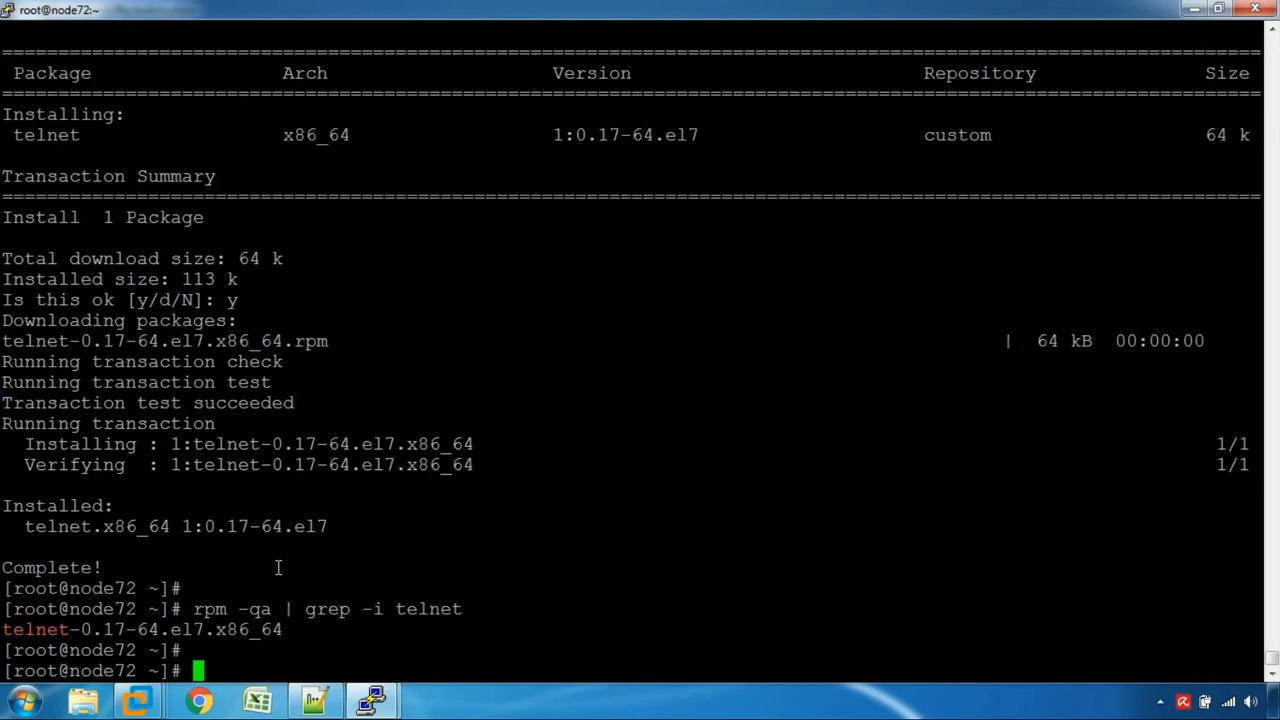 root@node72:~
================================================================================
Package Arch Version Repository Size
================================================================================
Installing:
telnet x86_64 1:0.17-64.el7 custom 64 k
Transaction Summary
================================================================================
Install 1 Package
Total download size: 64 k
Installed size: 113 k
Is this ok [y/d/N]: y
Downloading packages:
telnet-0.17-64.el7.x86_64.rpm | 64 kB 00:00:00
Running transaction check
Running transaction test
Transaction test succeeded
Running transaction
Installing : 1:telnet-0.17-64.el7.x86_64 1/1
Verifying : 1:telnet-0.17-64.el7.x86_64 1/1
Installed:
telnet.x86_64 1:0.17-64.el7
Complete!
[root@node72 ~]#
[root@node72 ~]# rpm -qa | grep -i telnet
telnet-0.17-64.el7.x86_64
[root@node72 ~]#
[root@node72 ~]#